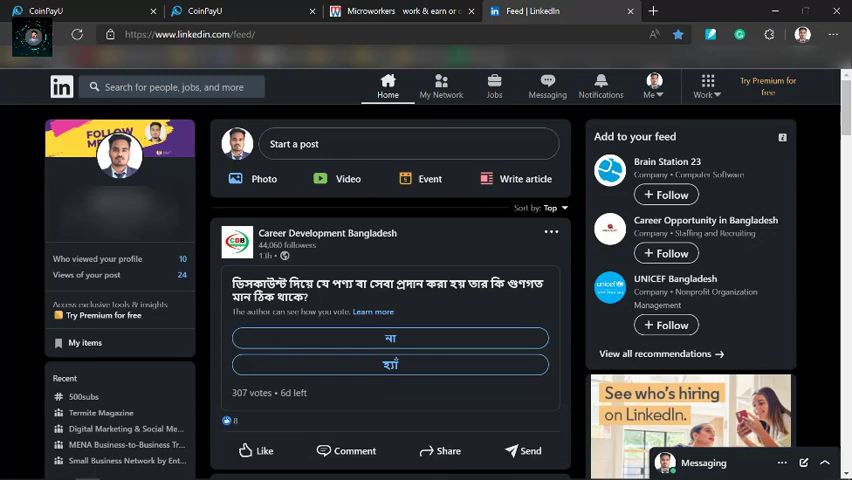 CoinPayU
CoinPayU
Microworkers work & earn or c
Feed | LinkedIn
https://www.linkedin.com/feed/
in
Search for people, jobs, and more
Home
My Network
Jobs
Messaging
Notifications
Me
Work
Try Premium for
free
FOLLOW
ME
Who viewed your profile 10
Views of your post 24
Access exclusive tools & insights
Try Premium for free
My items
Recent
# 500subs
Termite Magazine
Digital Marketing & Social Me...
MENA Business-to-Business Tr...
Small Business Network by Ent...
Start a post
Photo
Video
Event
Write article
Sort by: Top
CDB
Career Development Bangladesh
44,060 followers
13h •
ডিসকাউন্ট দিয়ে যে পণ্য বা সেবা প্রদান করা হয় তার কি গুণগত
মান ঠিক থাকে?
The author can see how you vote. Learn more
না
হ্যাঁ
307 votes • 6d left
8
Like
Comment
Share
Send
Add to your feed
Brain Station 23
Company • Computer Software
+ Follow
Career Opportunity in Bangladesh
Company • Staffing and Recruiting
+ Follow
UNICEF Bangladesh
Company • Nonprofit Organization
Management
+ Follow
View all recommendations →
See who's hiring
on LinkedIn.
Messaging